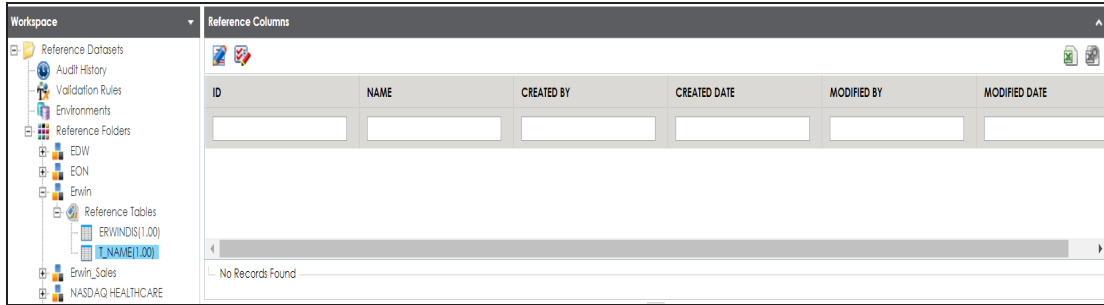 Workspace
Reference Datasets
Audit History
Validation Rules
Environments
Reference Folders
EDW
EON
Erwin
Reference Tables
ERWINDIS(1.00)
T_NAME(1.00)
Erwin_Sales
NASDAQ HEALTHCARE
Reference Columns
ID NAME CREATED BY CREATED DATE MODIFIED BY MODIFIED DATE
No Records Found